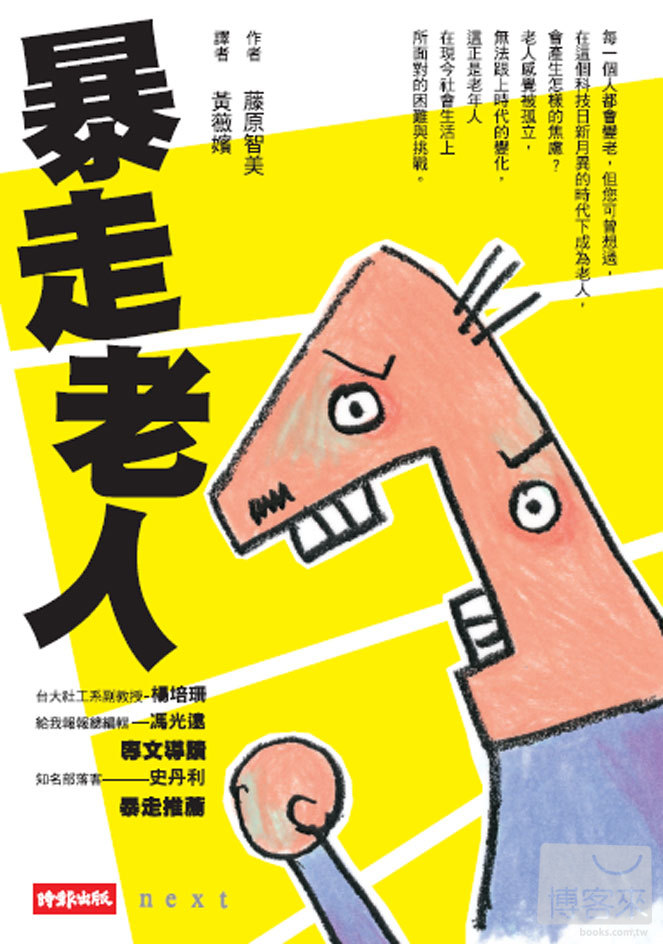 每一個人都會變老，但您可曾想過，
在這個科技日新月異的時代下成為老人，
會產生怎樣的焦慮？
老人感覺被孤立，
無法跟上時代的變化，
這正是老年人
在現今社會生活上
所面對的困難與挑戰。
作者 藤原智美
譯者 黃薇嬪
暴走老人
台大社工系副教授-楊培珊
給我報報總編輯—馮光遠
專文導讀
知名部落客———史丹利
暴走推薦
時報出版 next
博客來
books.com.tw